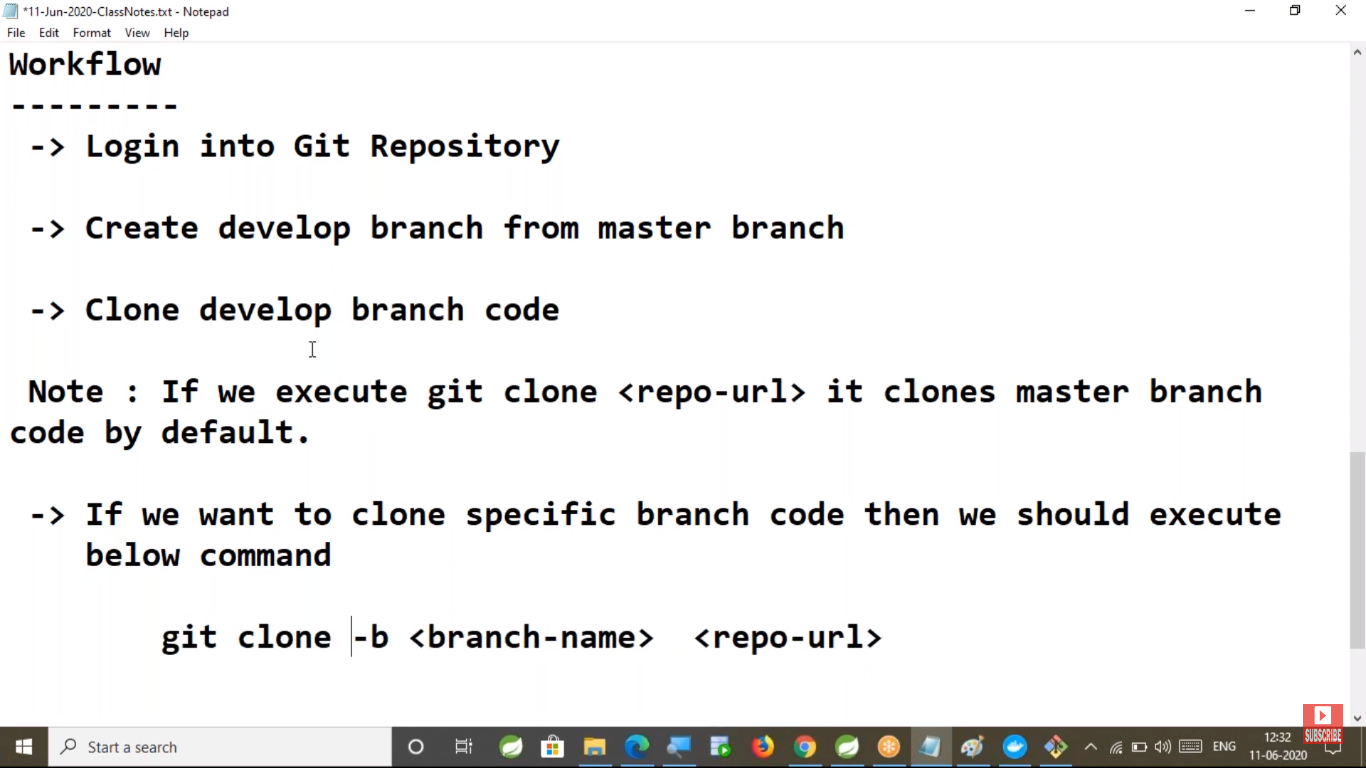 *11-Jun-2020-ClassNotes.txt - Notepad
File Edit Format View Help
Workflow
---------
-> Login into Git Repository
-> Create develop branch from master branch
-> Clone develop branch code
Note : If we execute git clone <repo-url> it clones master branch
code by default.
-> If we want to clone specific branch code then we should execute
below command
git clone -b <branch-name> <repo-url>
SUBSCRIBE
Start a search
ENG
12:32
11-06-2020